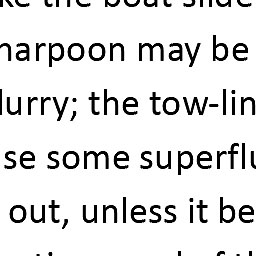 ke the boat slide
harpoon may be
lurry; the tow-lin
se some superflu
out, unless it be